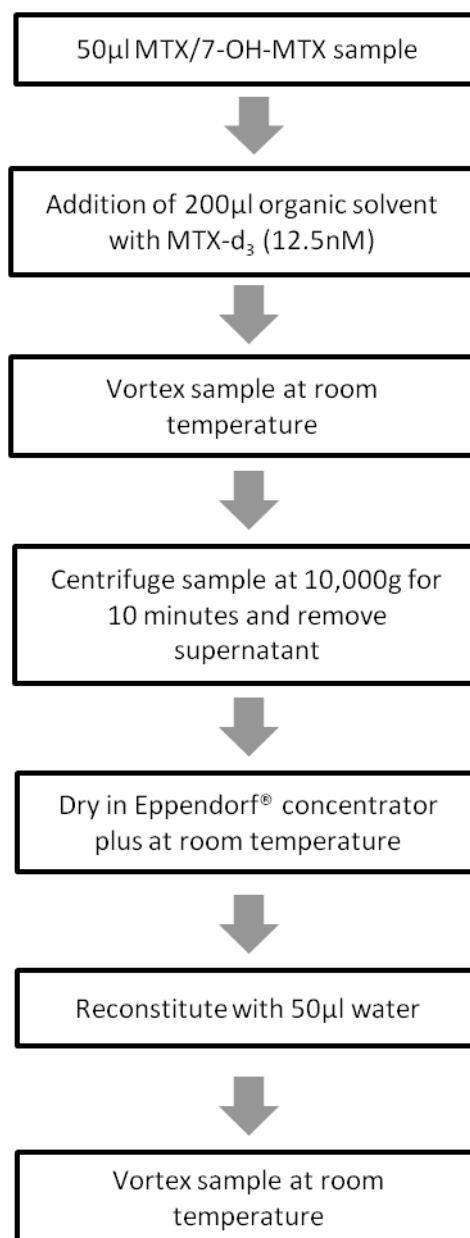 50µl MTX/7-OH-MTX sample
Addition of 200µl organic solvent
with MTX-d₃ (12.5nM)
Vortex sample at room
temperature
Centrifuge sample at 10,000g for
10 minutes and remove
supernatant
Dry in Eppendorf® concentrator
plus at room temperature
Reconstitute with 50µl water
Vortex sample at room
temperature